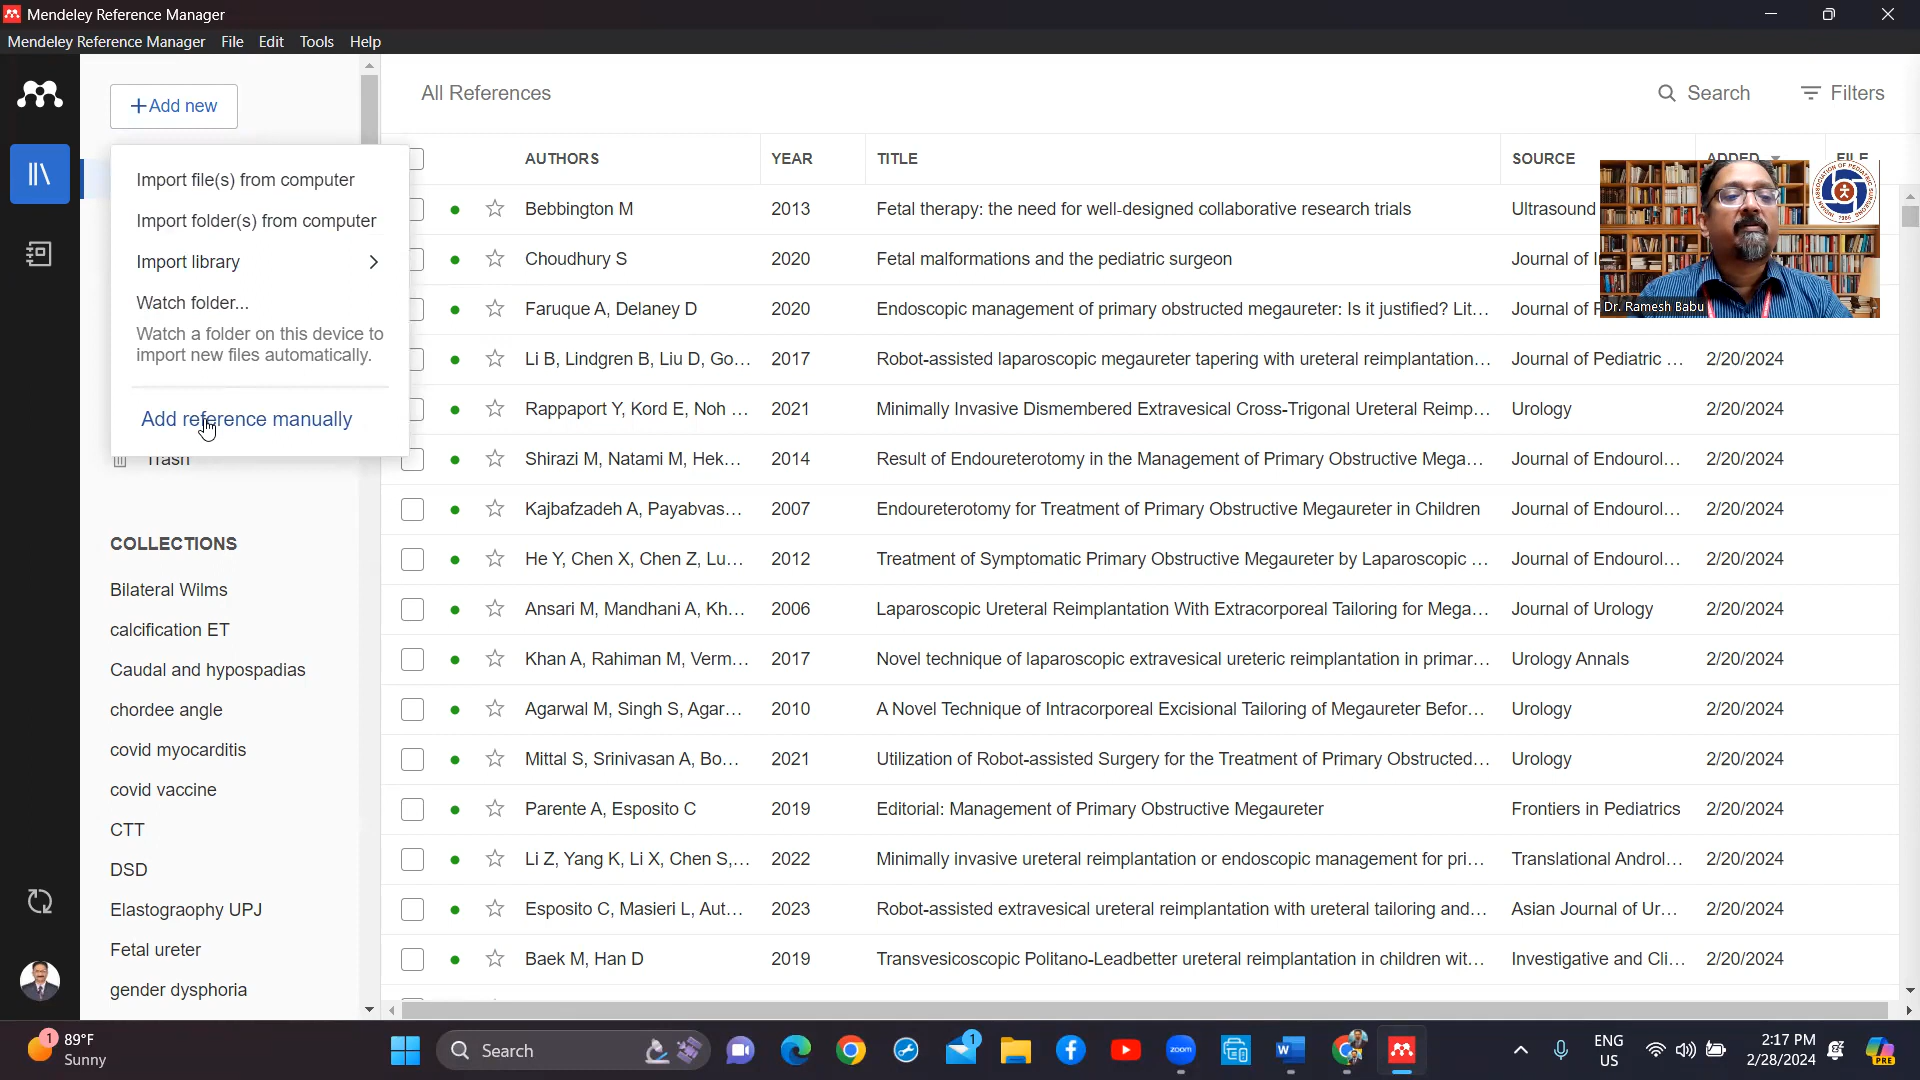 Mendeley Reference Manager
Mendeley Reference Manager File Edit Tools Help
+Add new
Import file(s) from computer
Import folder(s) from computer
Import library
Watch folder...
Watch a folder on this device to
import new files automatically.
Add reference manually
Trash
COLLECTIONS
Bilateral Wilms
calcification ET
Caudal and hypospadias
chordee angle
covid myocarditis
covid vaccine
CTT
DSD
Elastograophy UPJ
Fetal ureter
gender dysphoria
All References
Search
Filters
AUTHORS YEAR TITLE SOURCE ADDED FILE
Bebbington M 2013 Fetal therapy: the need for well-designed collaborative research trials Ultrasound
Choudhury S 2020 Fetal malformations and the pediatric surgeon Journal of I
Faruque A, Delaney D 2020 Endoscopic management of primary obstructed megaureter: Is it justified? Lit... Journal of
Li B, Lindgren B, Liu D, Go... 2017 Robot-assisted laparoscopic megaureter tapering with ureteral reimplantation... Journal of Pediatric ... 2/20/2024
Rappaport Y, Kord E, Noh ... 2021 Minimally Invasive Dismembered Extravesical Cross-Trigonal Ureteral Reimp... Urology 2/20/2024
Shirazi M, Natami M, Hek... 2014 Result of Endoureterotomy in the Management of Primary Obstructive Mega... Journal of Endourol... 2/20/2024
Kajbafzadeh A, Payabvas... 2007 Endoureterotomy for Treatment of Primary Obstructive Megaureter in Children Journal of Endourol... 2/20/2024
He Y, Chen X, Chen Z, Lu... 2012 Treatment of Symptomatic Primary Obstructive Megaureter by Laparoscopic ... Journal of Endourol... 2/20/2024
Ansari M, Mandhani A, Kh... 2006 Laparoscopic Ureteral Reimplantation With Extracorporeal Tailoring for Mega... Journal of Urology 2/20/2024
Khan A, Rahiman M, Verm... 2017 Novel technique of laparoscopic extravesical ureteric reimplantation in primar... Urology Annals 2/20/2024
Agarwal M, Singh S, Agar... 2010 A Novel Technique of Intracorporeal Excisional Tailoring of Megaureter Befor... Urology 2/20/2024
Mittal S, Srinivasan A, Bo... 2021 Utilization of Robot-assisted Surgery for the Treatment of Primary Obstructed... Urology 2/20/2024
Parente A, Esposito C 2019 Editorial: Management of Primary Obstructive Megaureter Frontiers in Pediatrics 2/20/2024
Li Z, Yang K, Li X, Chen S,... 2022 Minimally invasive ureteral reimplantation or endoscopic management for pri... Translational Androl... 2/20/2024
Esposito C, Masieri L, Aut... 2023 Robot-assisted extravesical ureteral reimplantation with ureteral tailoring and... Asian Journal of Ur... 2/20/2024
Baek M, Han D 2019 Transvesicoscopic Politano-Leadbetter ureteral reimplantation in children wit... Investigative and Cli... 2/20/2024
Dr. Ramesh Babu
1
89°F
Sunny
Search
1
zoom
W
ENG
US
2:17 PM
2/28/2024
PRE